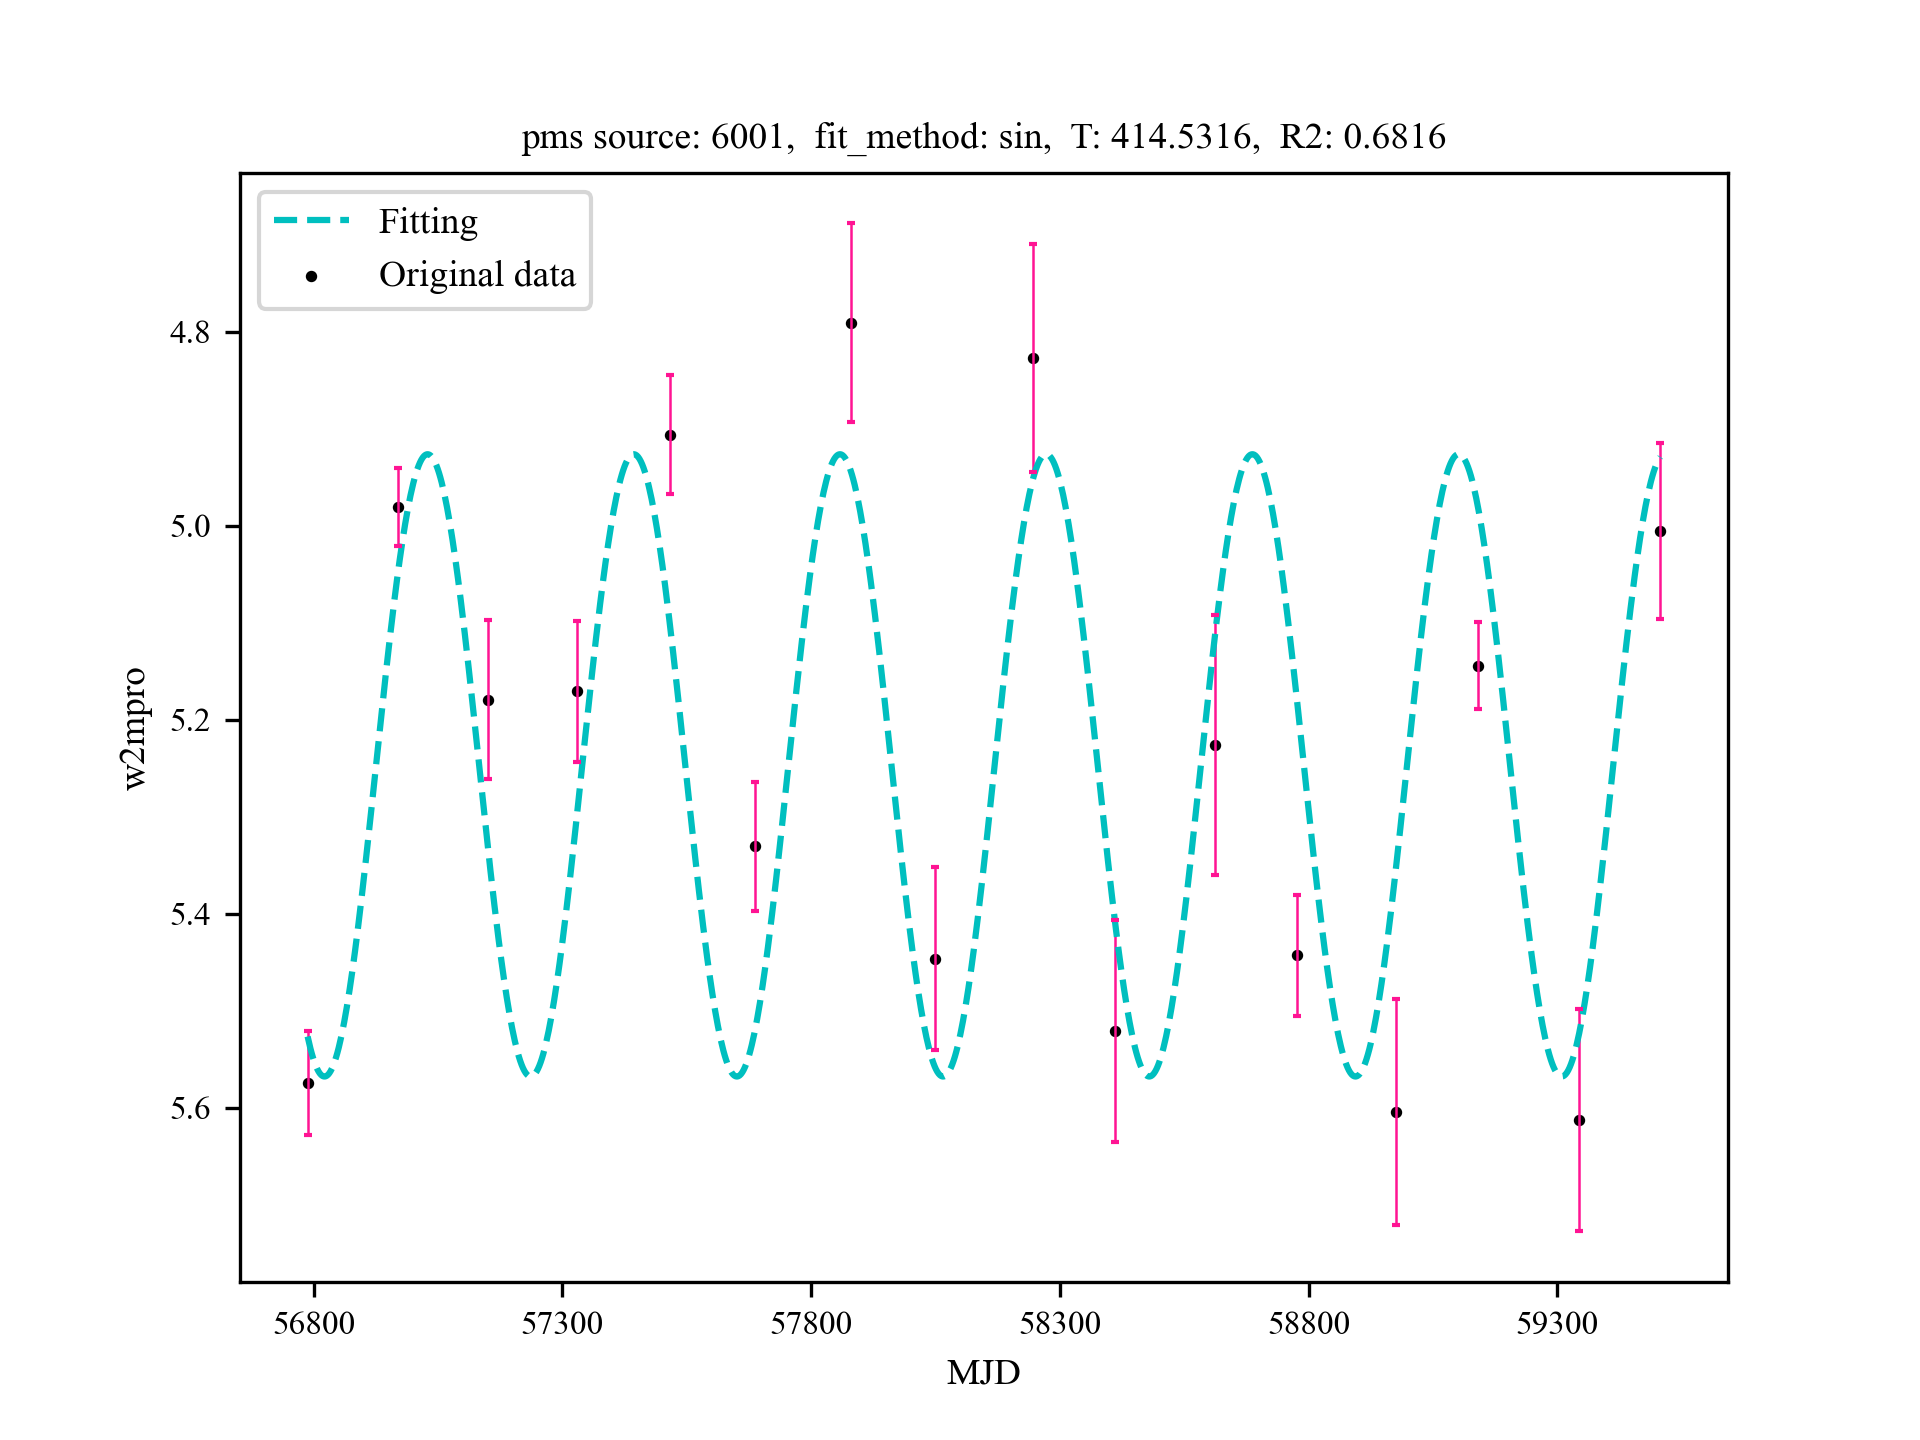 pms source: 6001,  fit_method: sin,  T: 414.5316,  R2: 0.6816
Fitting
Original data
4.8
5.0
5.2
5.4
5.6
w2mpro
56800
57300
57800
58300
58800
59300
MJD